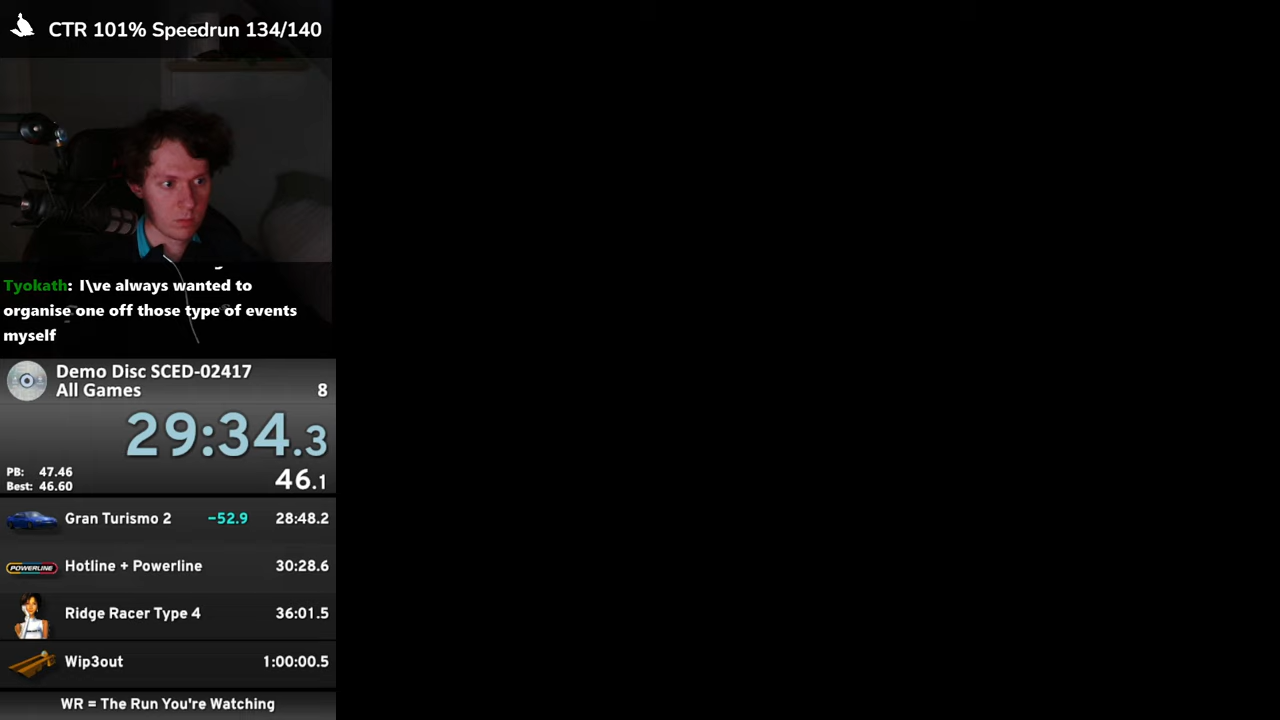 CTR 101% Speedrun 134/140
Tyokath: I\ve always wanted to
organise one off those type of events
myself
Demo Disc SCED-02417
All Games 8
29:34.3
PB: 47.46
Best: 46.60
46.1
Gran Turismo 2 -52.9 28:48.2
POWERLINE Hotline + Powerline 30:28.6
Ridge Racer Type 4 36:01.5
Wip3out 1:00:00.5
WR = The Run You're Watching